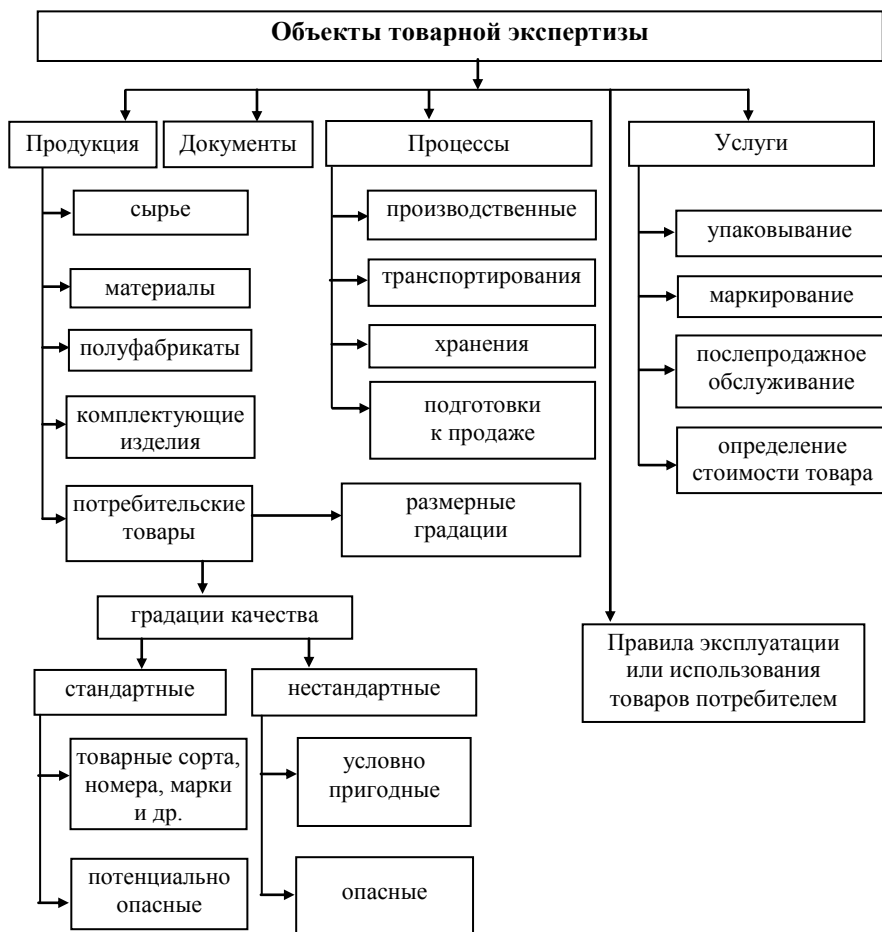 Объекты товарной экспертизы
Продукция
Документы
Процессы
Услуги
сырье
материалы
полуфабрикаты
комплектующие
изделия
потребительские
товары
производственные
транспортирования
хранения
подготовки
к продаже
размерные
градации
упаковывание
маркирование
послепродажное
обслуживание
определение
стоимости товара
градации качества
стандартные
нестандартные
товарные сорта,
номера, марки
и др.
потенциально
опасные
условно
пригодные
опасные
Правила эксплуатации
или использования
товаров потребителем